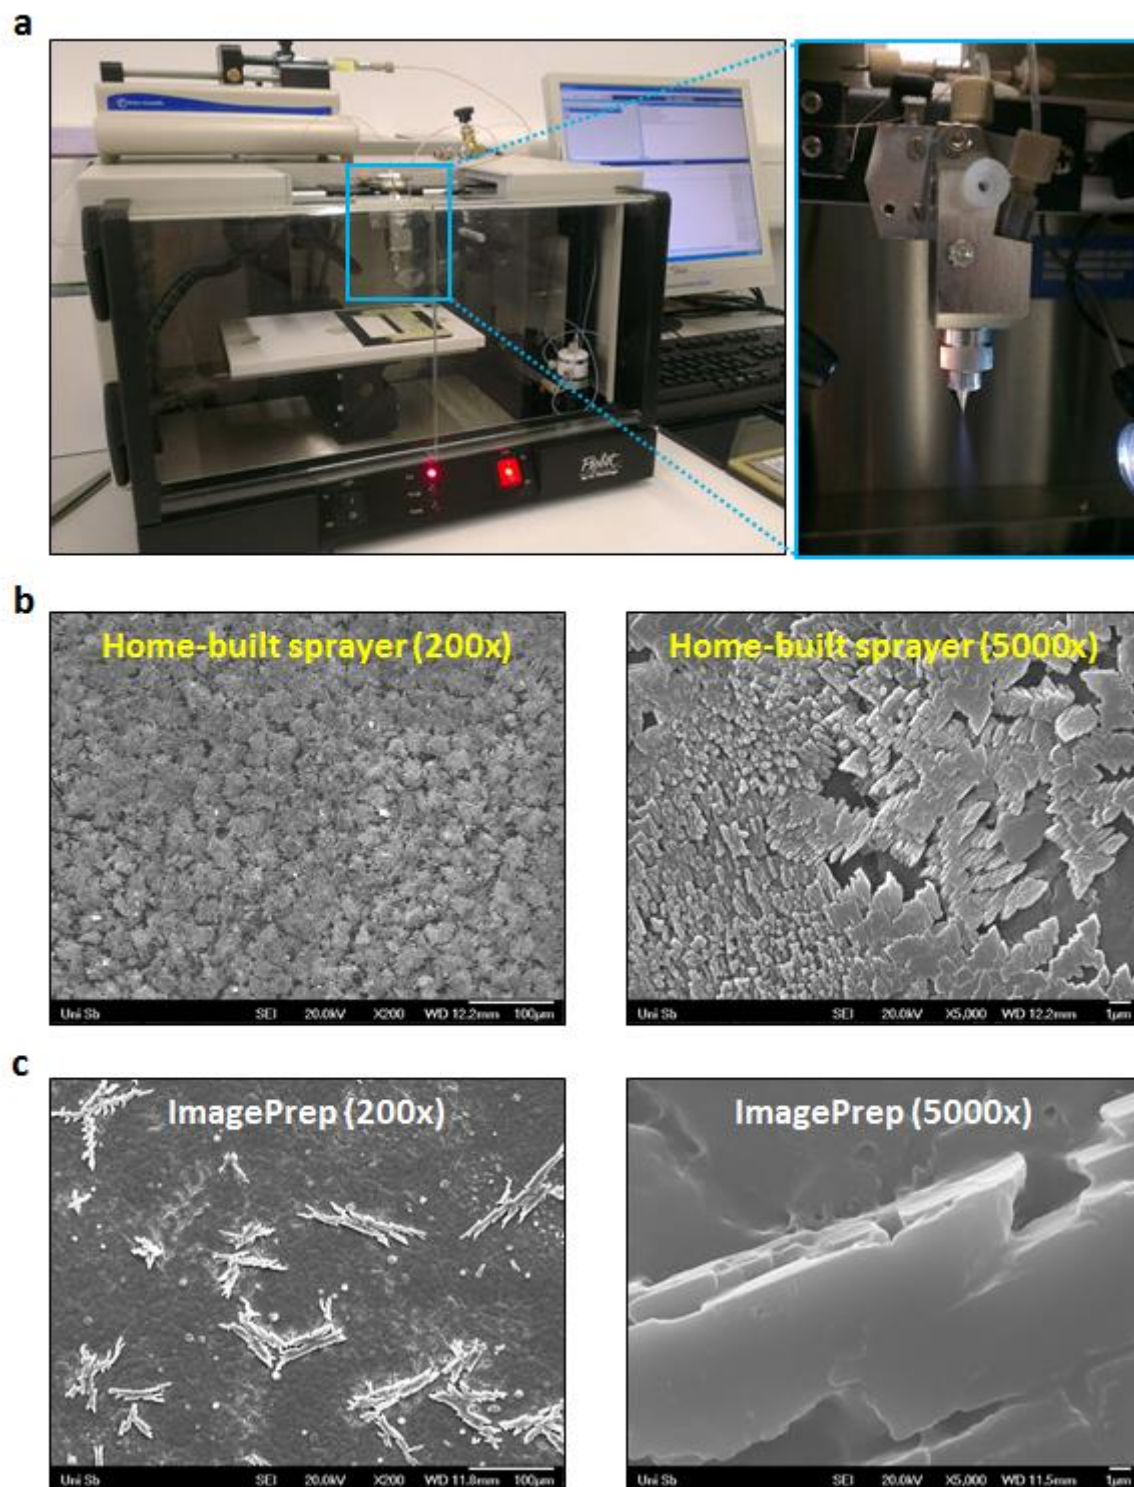 a
b
Home-built sprayer (200x)
Home-built sprayer (5000x)
Uni Sb SEI 20.0kV X200 WD 12.2mm 100µm
Uni Sb SEI 20.0kV X5,000 WD 12.2mm 1µm
c
ImagePrep (200x)
ImagePrep (5000x)
Uni Sb SEI 20.0kV X200 WD 11.8mm 100µm
Uni Sb SEI 20.0kV X5,000 WD 11.5mm 1µm